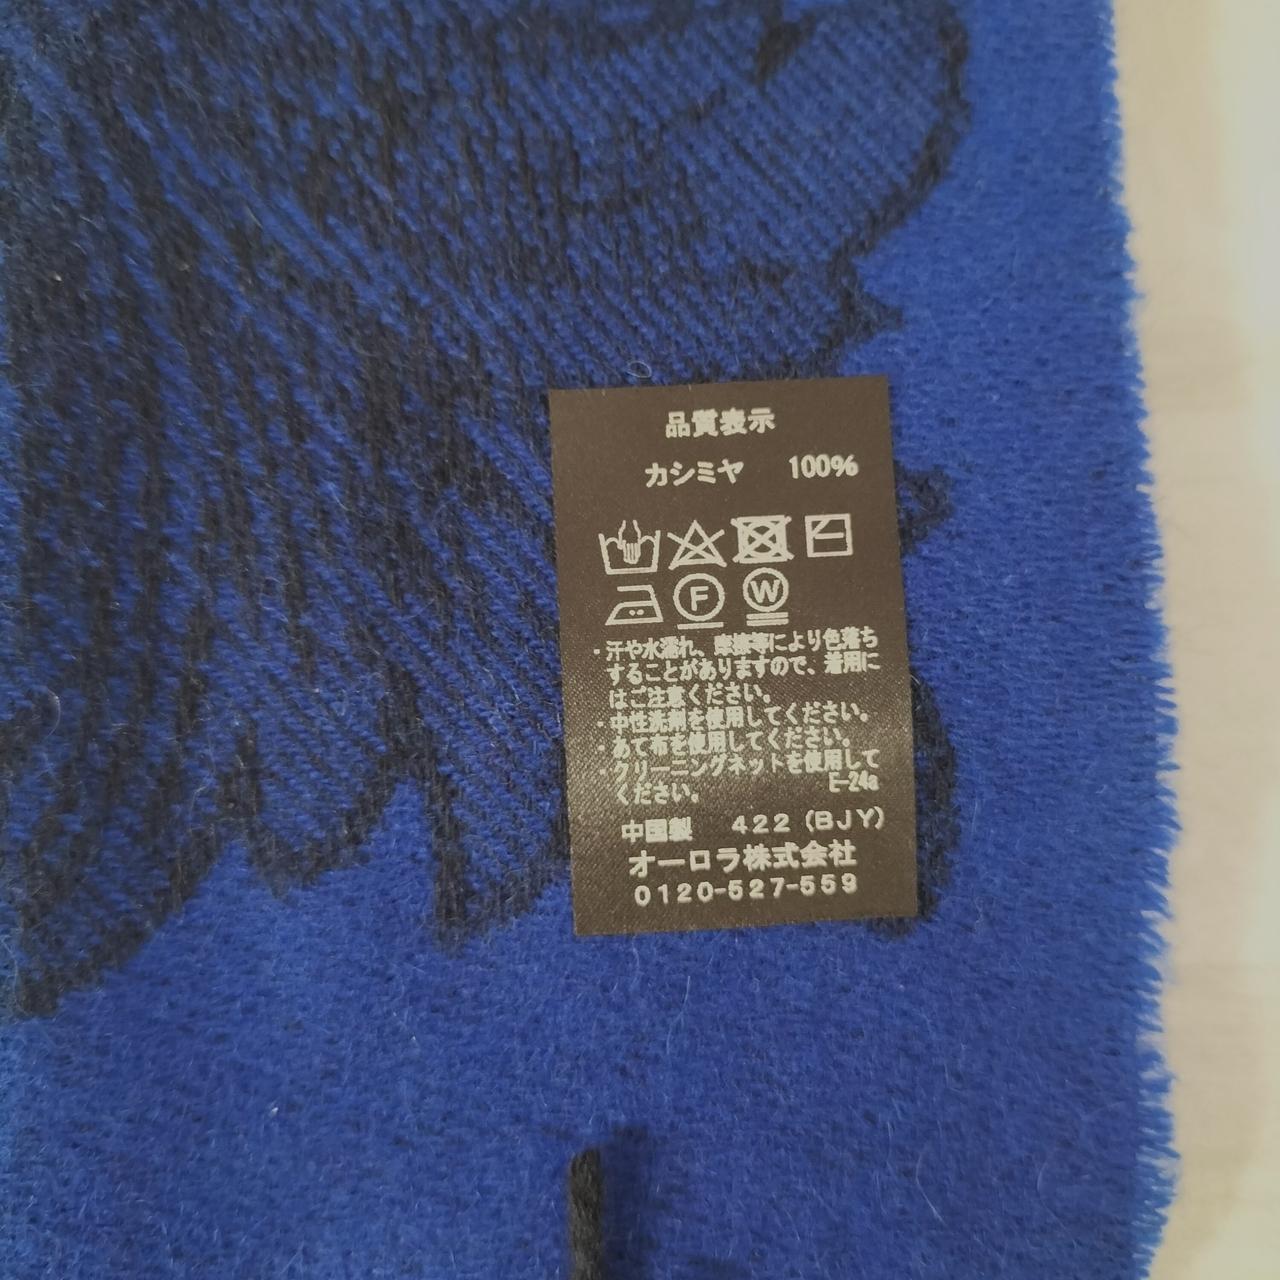 品質表示
カシミヤ 100%
F W
・汗や水濡れ、摩擦等により色落ち
することがありますので、着用に
はご注意ください。
・中性洗剤を使用してください。
・あて布を使用してください。
・クリーニングネットを使用して
ください。 E-24a
中国製 422 (BJY)
オーロラ株式会社
0120-527-559